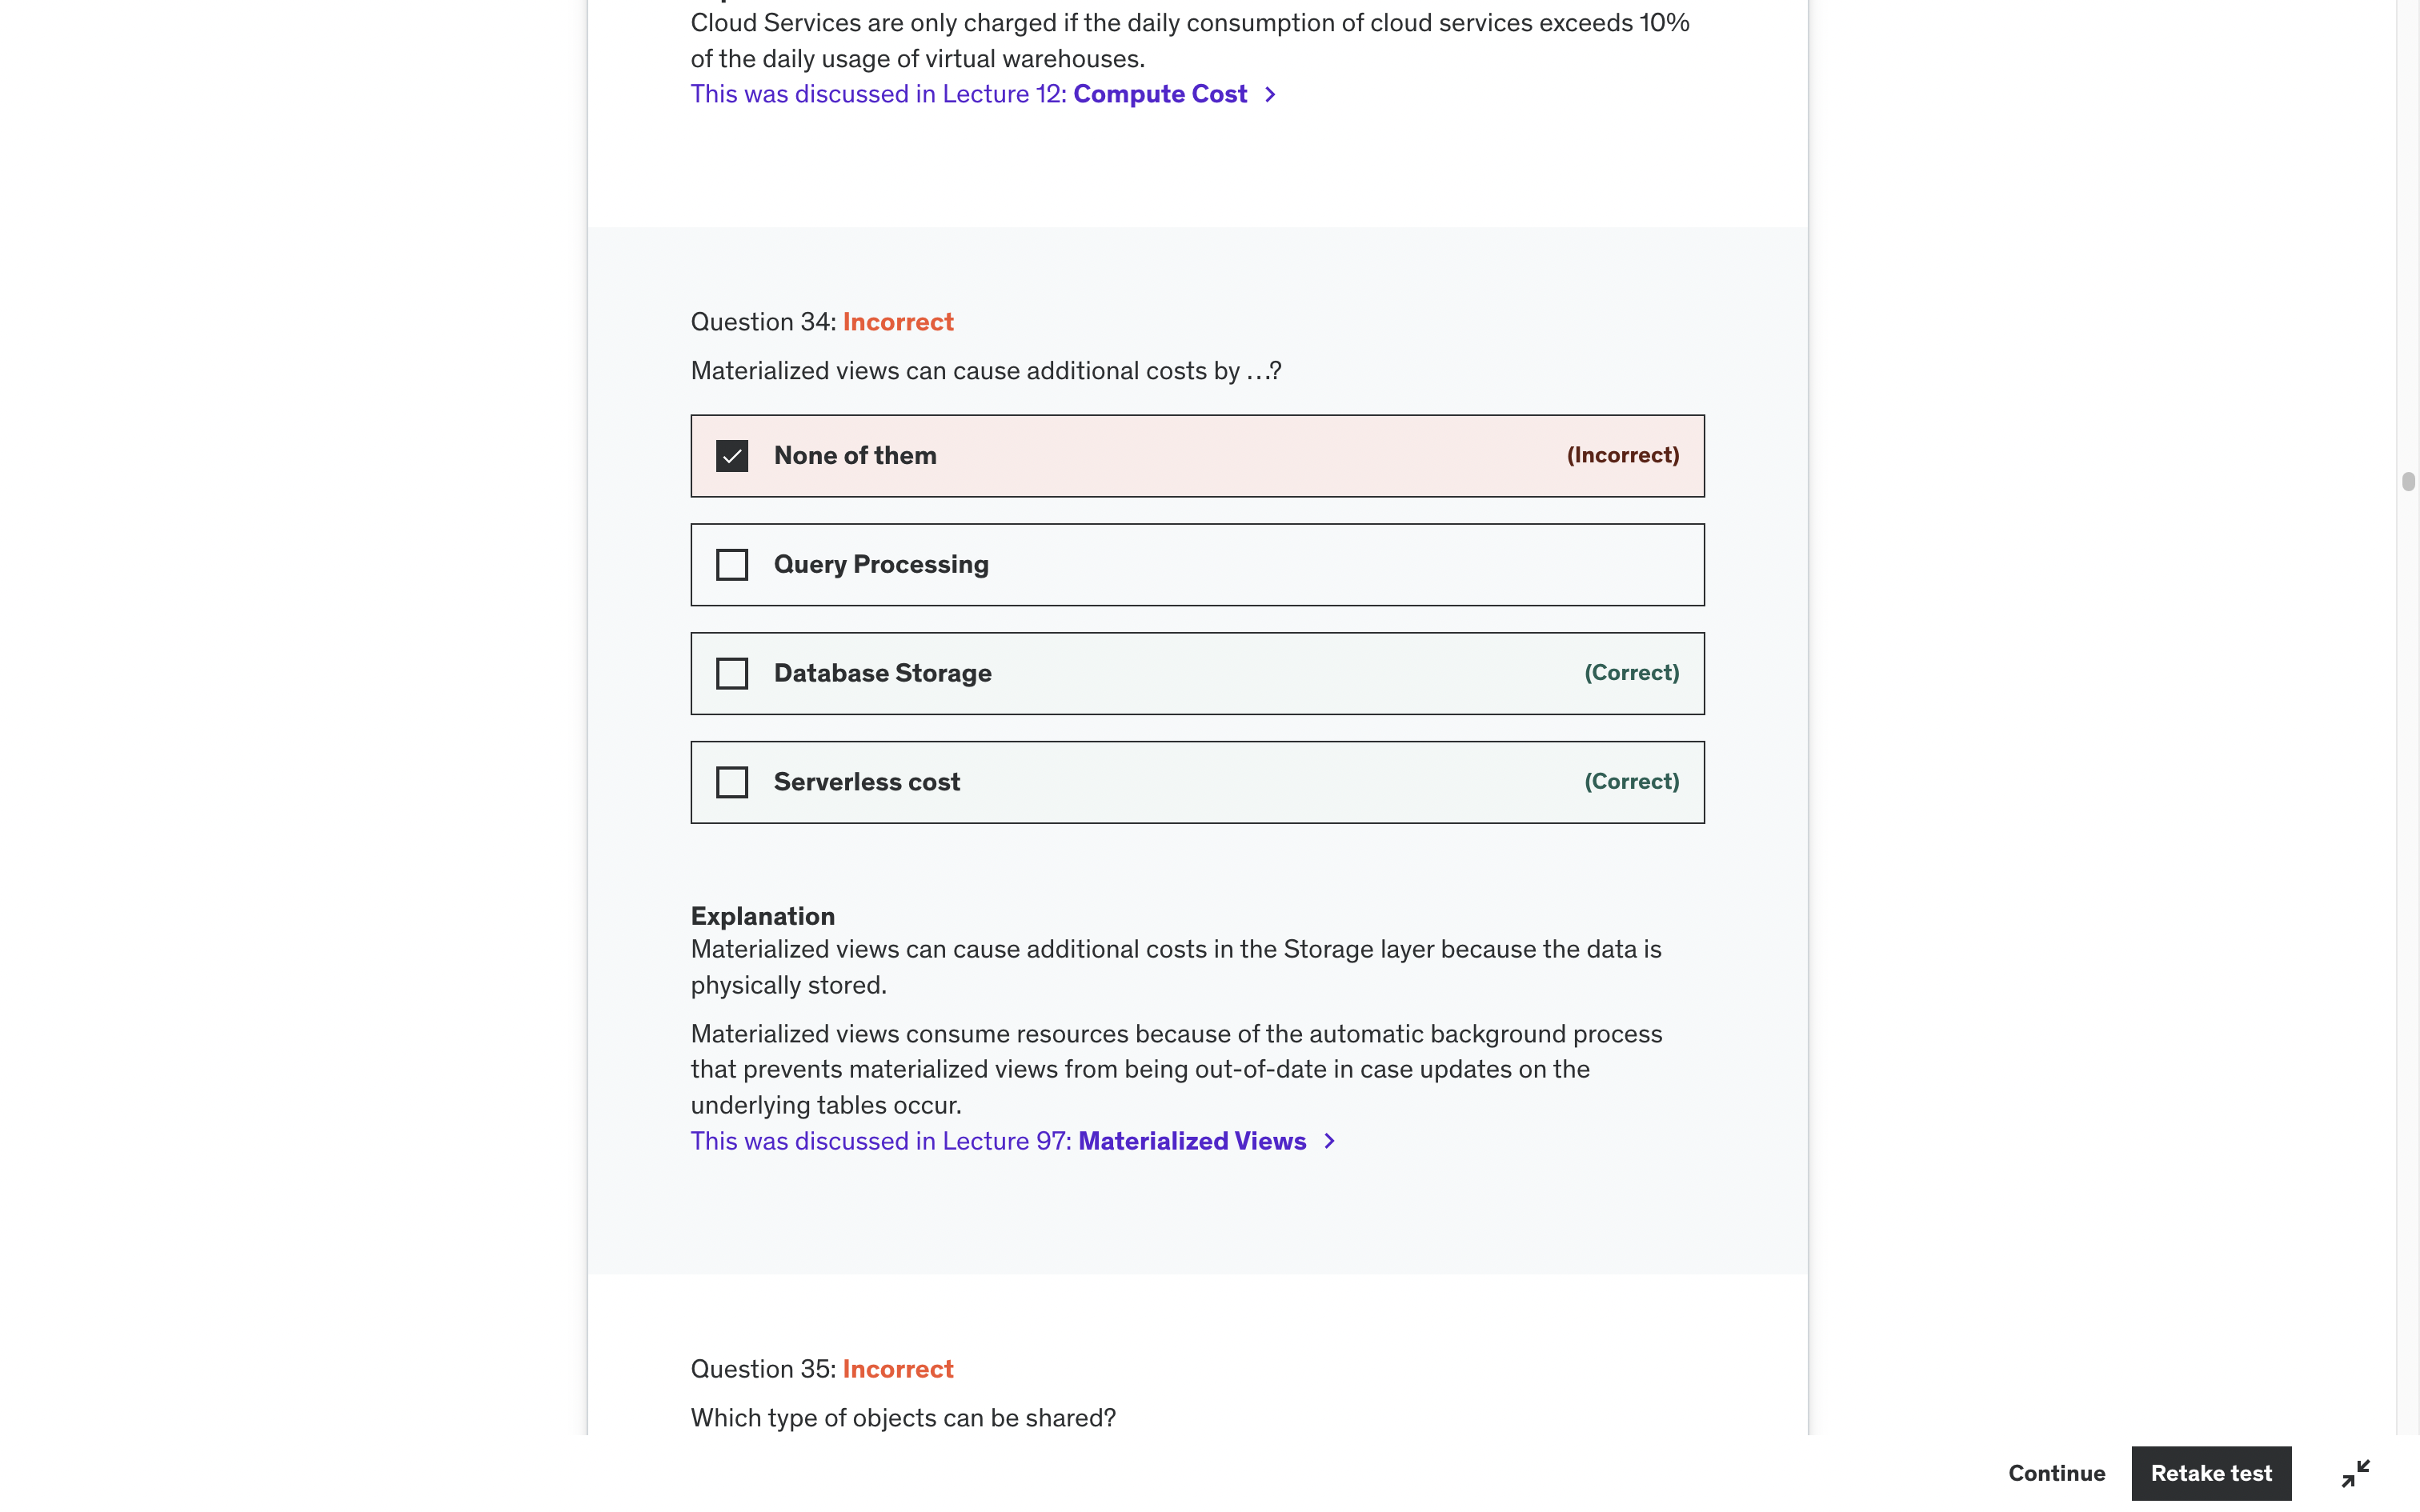 Cloud Services are only charged if the daily consumption of cloud services exceeds 10%
of the daily usage of virtual warehouses.
This was discussed in Lecture 12: Compute Cost >
Question 34: Incorrect
Materialized views can cause additional costs by ...?
None of them (Incorrect)
Query Processing
Database Storage (Correct)
Serverless cost (Correct)
Explanation
Materialized views can cause additional costs in the Storage layer because the data is
physically stored.
Materialized views consume resources because of the automatic background process
that prevents materialized views from being out-of-date in case updates on the
underlying tables occur.
This was discussed in Lecture 97: Materialized Views >
Question 35: Incorrect
Which type of objects can be shared?
Continue Retake test